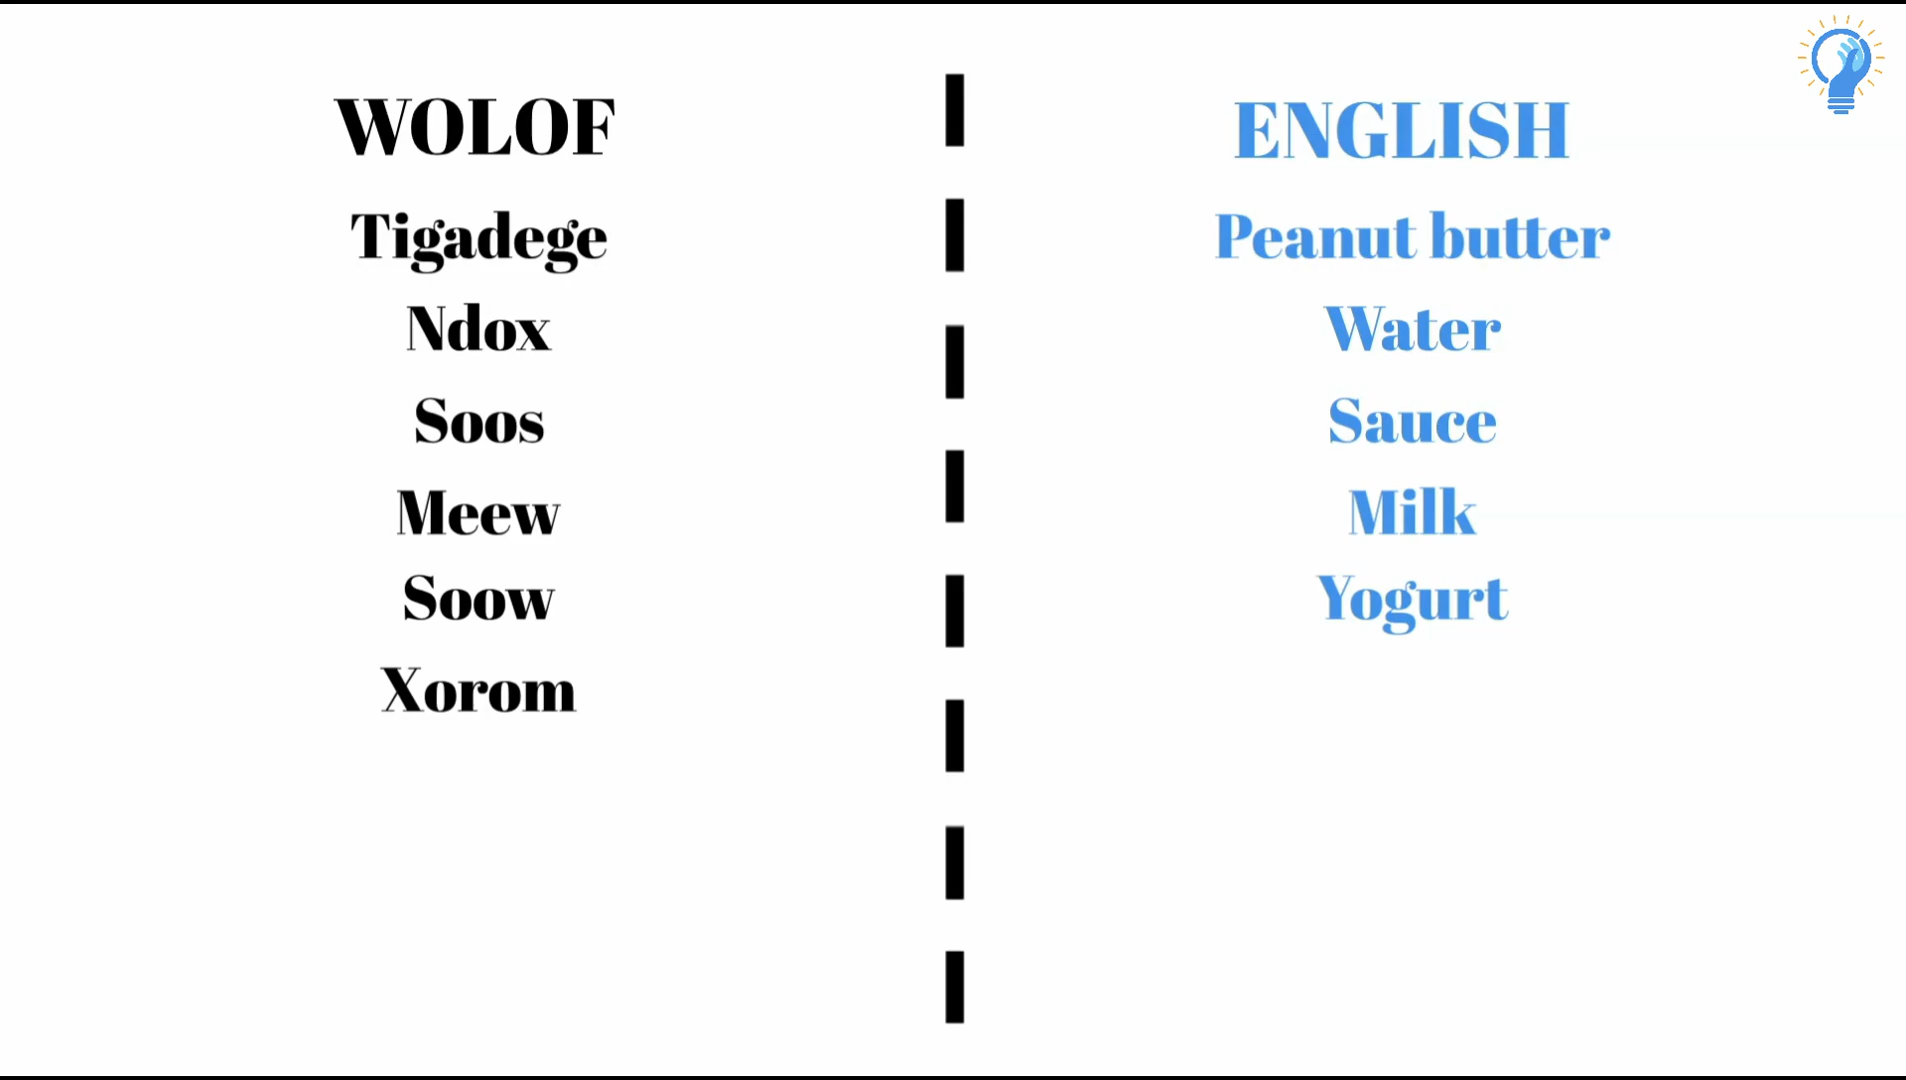 WOLOF ENGLISH
Tigadege Peanut butter
Ndox Water
Soos Sauce
Meew Milk
Soow Yogurt
Xorom